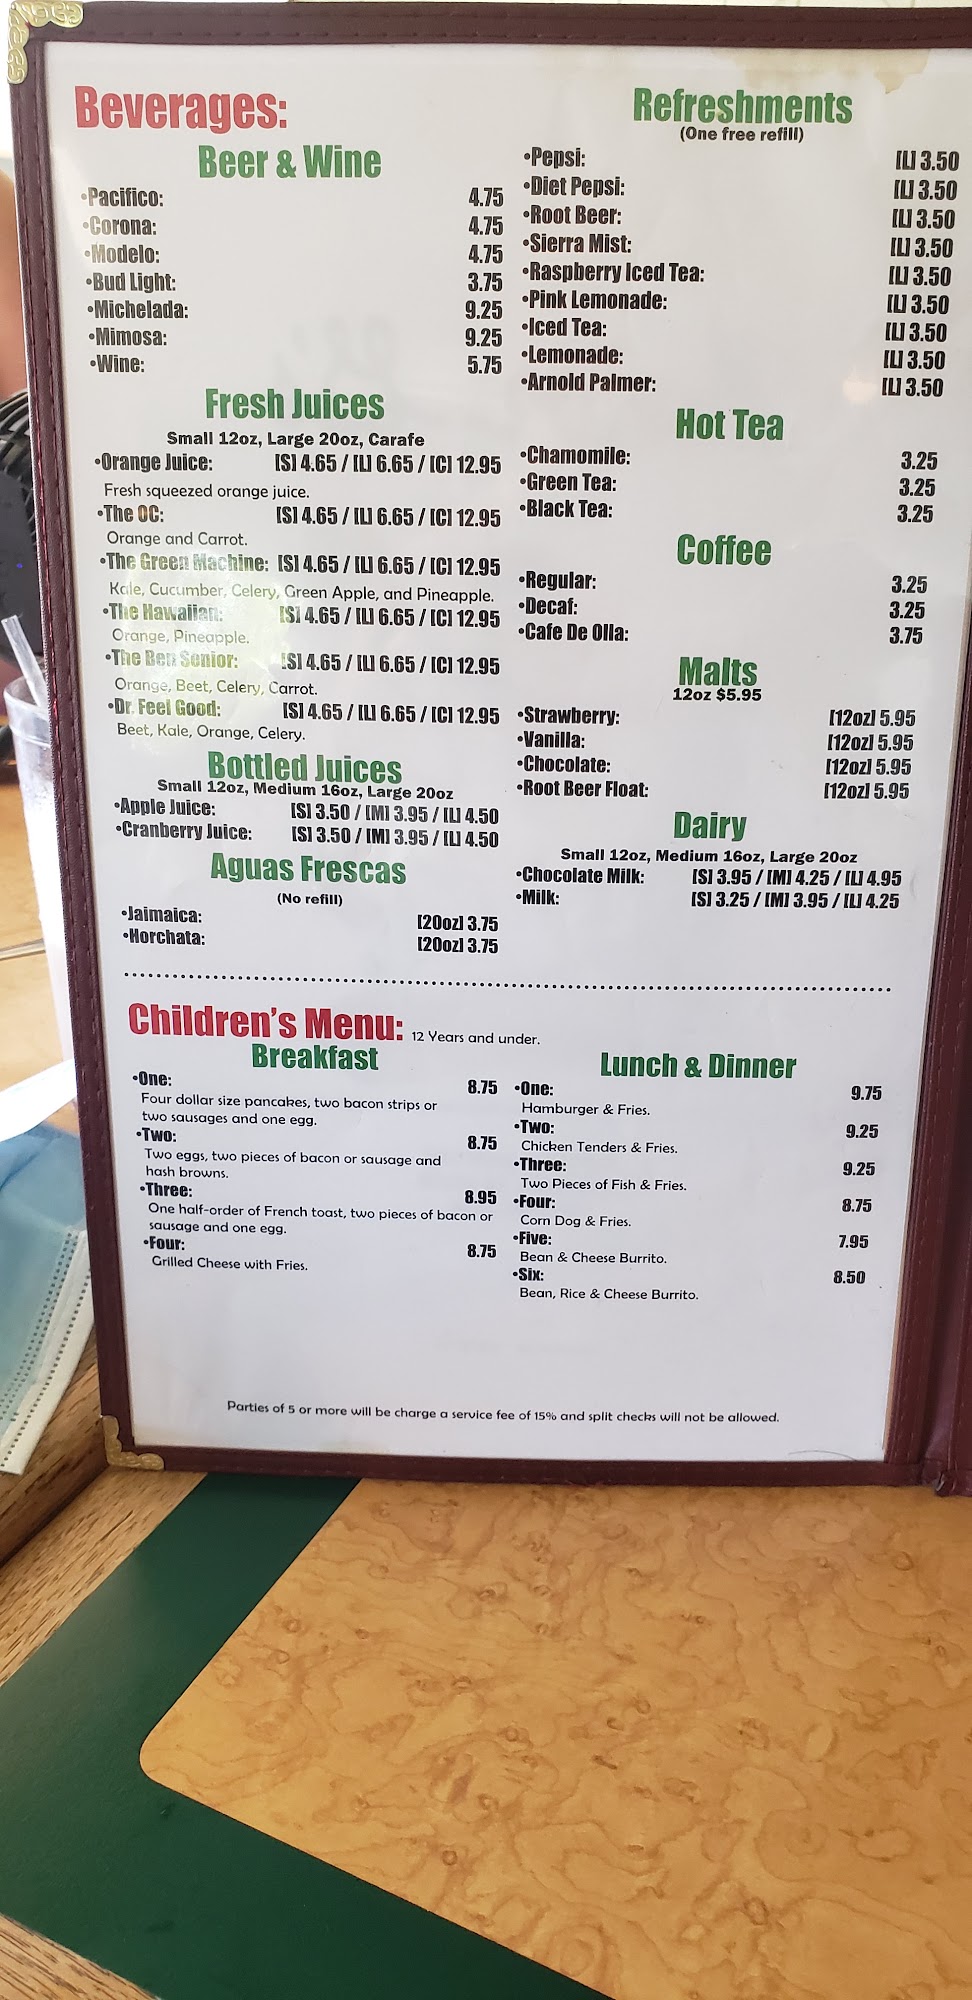 Beverages:
Beer & Wine
•Pacifico: 4.75
•Corona: 4.75
•Modelo: 4.75
•Bud Light: 3.75
•Michelada: 9.25
•Mimosa: 9.25
•Wine: 5.75
Fresh Juices
Small 12oz, Large 20oz, Carafe
•Orange Juice: [S] 4.65 / [L] 6.65 / [C] 12.95
Fresh squeezed orange juice.
•The OC: [S] 4.65 / [L] 6.65 / [C] 12.95
Orange and Carrot.
•The Green Machine: [S] 4.65 / [L] 6.65 / [C] 12.95
Kale, Cucumber, Celery, Green Apple, and Pineapple.
•The Hawaiian: [S] 4.65 / [L] 6.65 / [C] 12.95
Orange, Pineapple.
•The Ben Senior: [S] 4.65 / [L] 6.65 / [C] 12.95
Orange, Beet, Celery, Carrot.
•Dr. Feel Good: [S] 4.65 / [L] 6.65 / [C] 12.95
Beet, Kale, Orange, Celery.
Bottled Juices
Small 12oz, Medium 16oz, Large 20oz
•Apple Juice: [S] 3.50 / [M] 3.95 / [L] 4.50
•Cranberry Juice: [S] 3.50 / [M] 3.95 / [L] 4.50
Aguas Frescas
(No refill)
•Jaimaica: [20oz] 3.75
•Horchata: [20oz] 3.75
Refreshments
(One free refill)
•Pepsi: [L] 3.50
•Diet Pepsi: [L] 3.50
•Root Beer: [L] 3.50
•Sierra Mist: [L] 3.50
•Raspberry Iced Tea: [L] 3.50
•Pink Lemonade: [L] 3.50
•Iced Tea: [L] 3.50
•Lemonade: [L] 3.50
•Arnold Palmer: [L] 3.50
Hot Tea
•Chamomile: 3.25
•Green Tea: 3.25
•Black Tea: 3.25
Coffee
•Regular: 3.25
•Decaf: 3.25
•Cafe De Olla: 3.75
Malts
12oz $5.95
•Strawberry: [12oz] 5.95
•Vanilla: [12oz] 5.95
•Chocolate: [12oz] 5.95
•Root Beer Float: [12oz] 5.95
Dairy
Small 12oz, Medium 16oz, Large 20oz
•Chocolate Milk: [S] 3.95 / [M] 4.25 / [L] 4.95
•Milk: [S] 3.25 / [M] 3.95 / [L] 4.25
Children's Menu: 12 Years and under.
Breakfast
•One: 8.75
Four dollar size pancakes, two bacon strips or
two sausages and one egg.
•Two: 8.75
Two eggs, two pieces of bacon or sausage and
hash browns.
•Three: 8.95
One half-order of French toast, two pieces of bacon or
sausage and one egg.
•Four: 8.75
Grilled Cheese with Fries.
Lunch & Dinner
•One: 9.75
Hamburger & Fries.
•Two: 9.25
Chicken Tenders & Fries.
•Three: 9.25
Two Pieces of Fish & Fries.
•Four: 8.75
Corn Dog & Fries.
•Five: 7.95
Bean & Cheese Burrito.
•Six: 8.50
Bean, Rice & Cheese Burrito.
Parties of 5 or more will be charge a service fee of 15% and split checks will not be allowed.